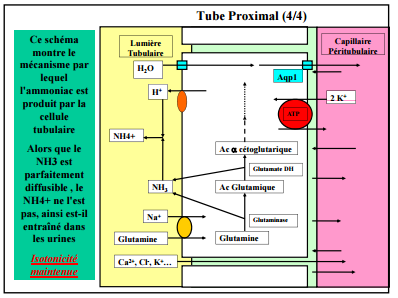 Tube Proximal (4/4)
Ce schéma
montre le
mécanisme par
lequel
l'ammoniac est
produit par la
cellule
tubulaire
Alors que le
NH3 est
parfaitement
diffusible , le
NH4+ ne l'est
pas, ainsi est-il
entraîné dans
les urines
Isotonicité
maintenue
Lumière
Tubulaire
Capillaire
Péritubulaire
H2O
Aqp1
H+
2 K+
ATP
NH4+
Ac α cétoglutarique
Glutamate DH
NH3
Ac Glutamique
Na+
Glutaminase
Glutamine
Glutamine
Ca2+, Cl-, K+…